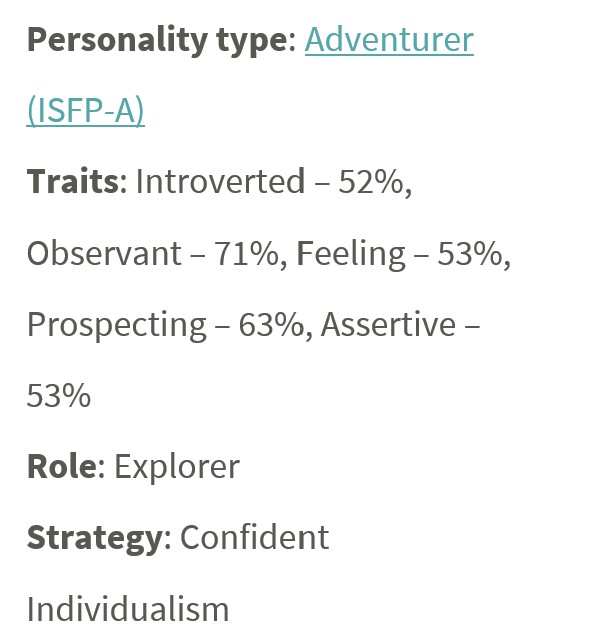 Personality type: Adventurer
(ISFP-A)
Traits: Introverted – 52%,
Observant – 71%, Feeling – 53%,
Prospecting – 63%, Assertive –
53%
Role: Explorer
Strategy: Confident
Individualism